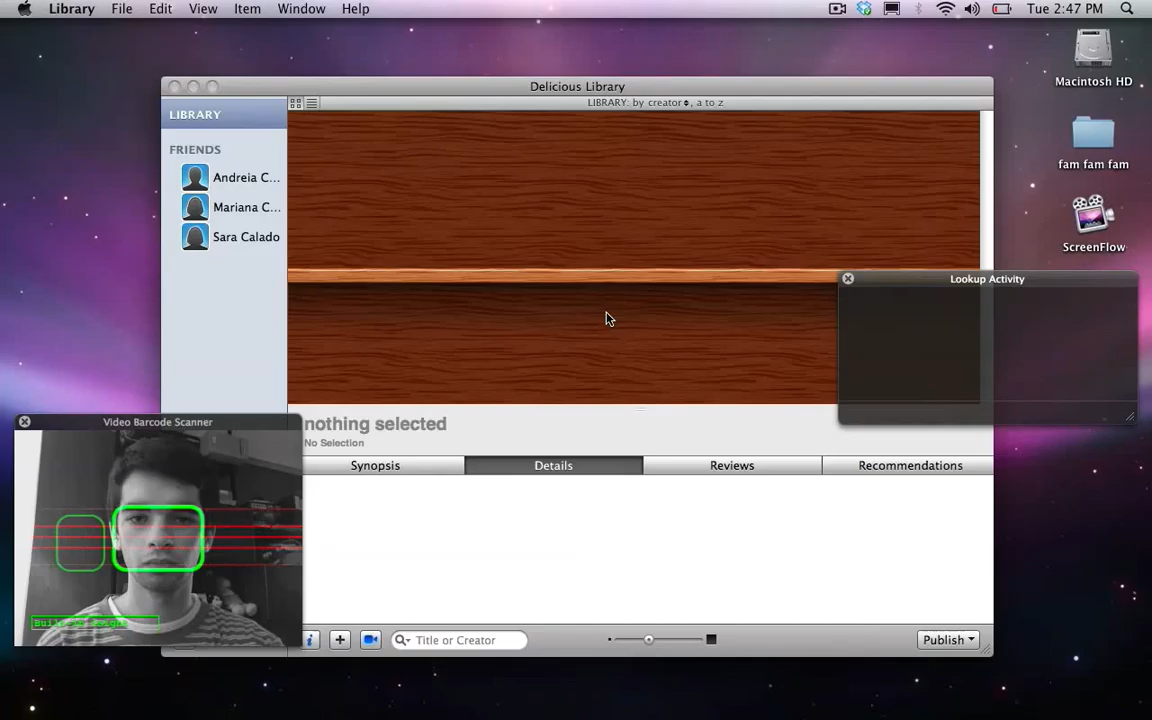 Library File Edit View Item Window Help Tue 2:47 PM
Macintosh HD
Delicious Library
LIBRARY: by creator, a to z
LIBRARY
FRIENDS
Andreia C...
Mariana C...
Sara Calado
fam fam fam
ScreenFlow
Lookup Activity
Video Barcode Scanner
nothing selected
No Selection
Synopsis Details Reviews Recommendations
Title or Creator
Publish